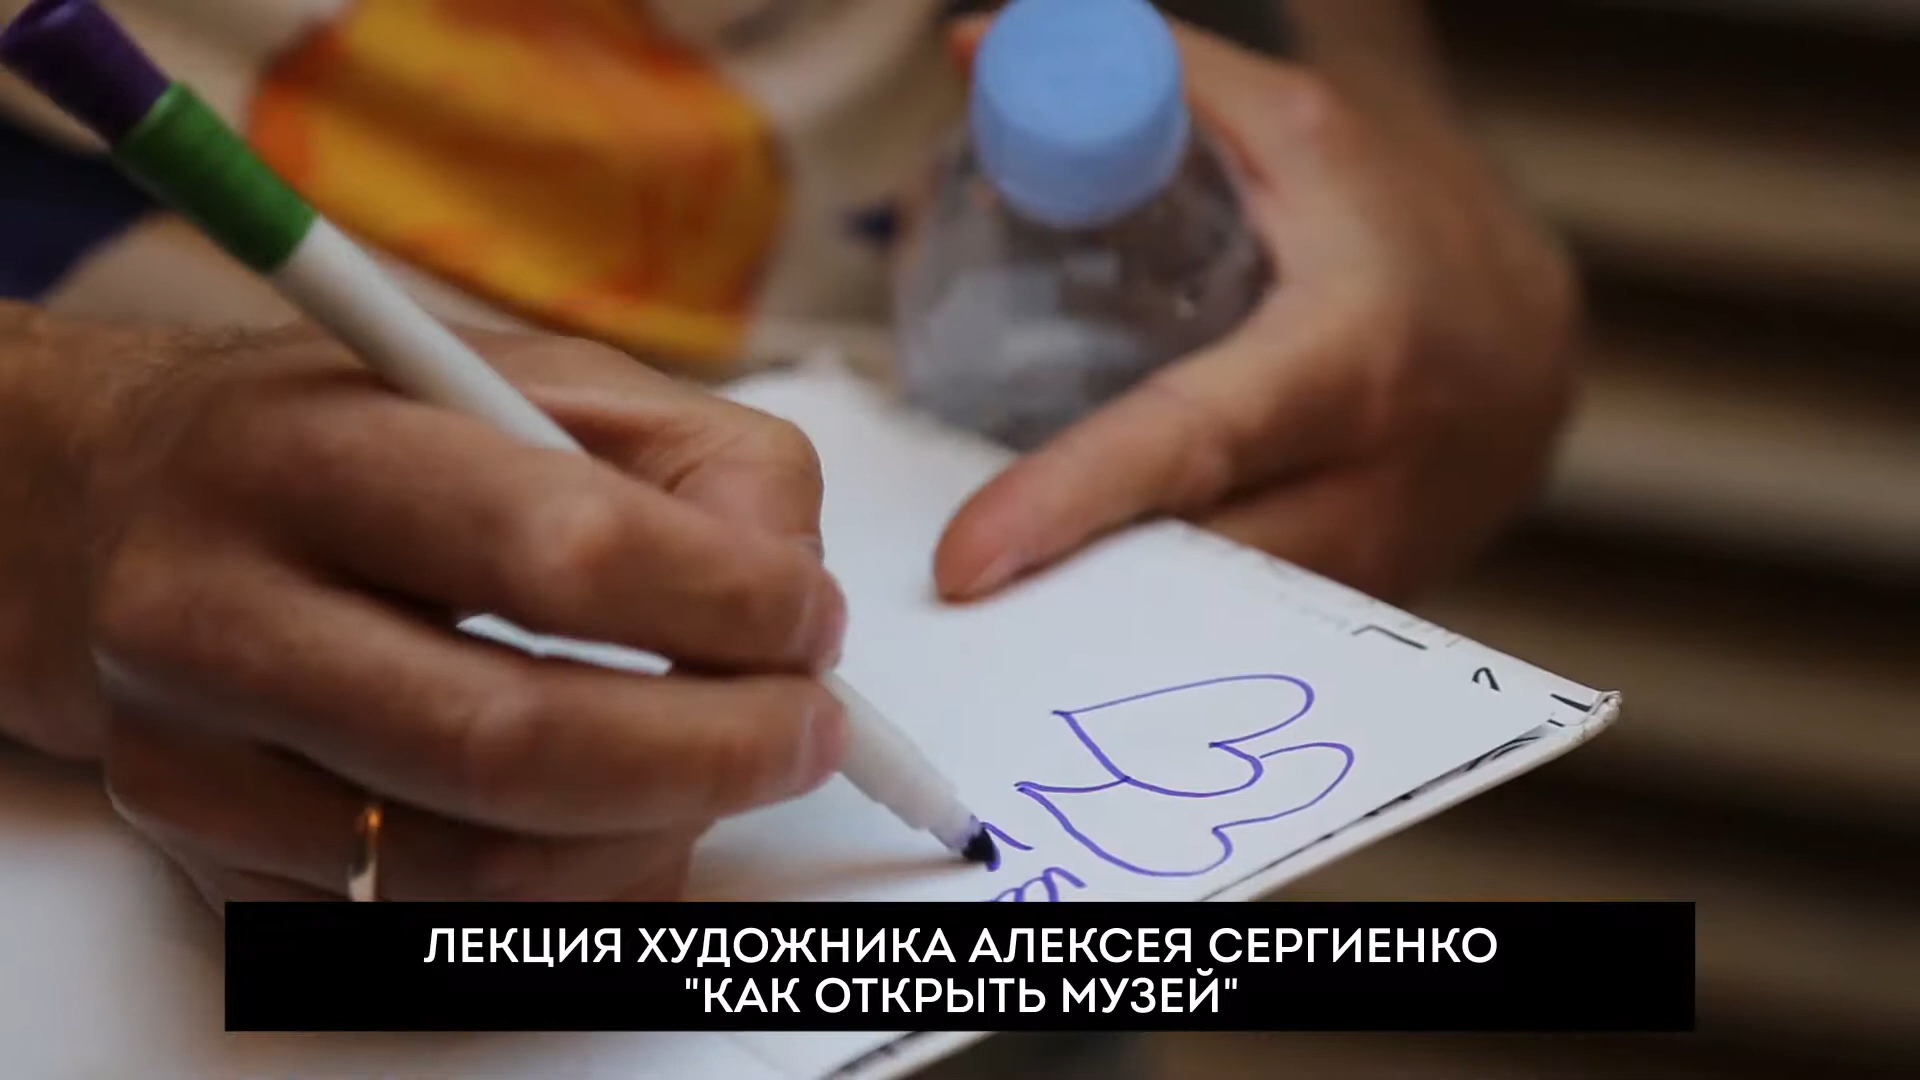 ЛЕКЦИЯ ХУДОЖНИКА АЛЕКСЕЯ СЕРГИЕНКО
"КАК ОТКРЫТЬ МУЗЕЙ"